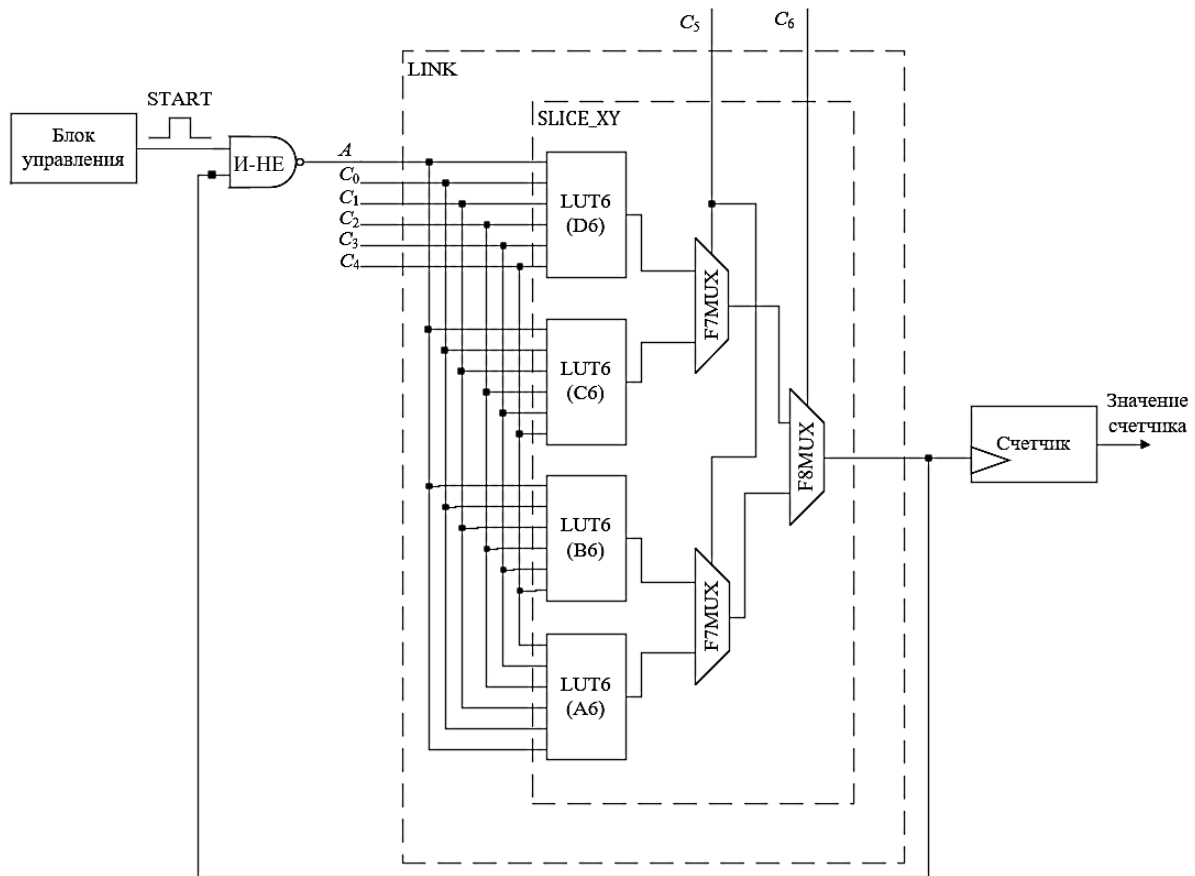 C₅
C₆
LINK
START
SLICE_XY
Блок
управления
И-НЕ
A
C₀
C₁
C₂
C₃
C₄
LUT6
(D6)
F7MUX
LUT6
(C6)
F8MUX
Счетчик
Значение
счетчика
LUT6
(B6)
F7MUX
LUT6
(A6)